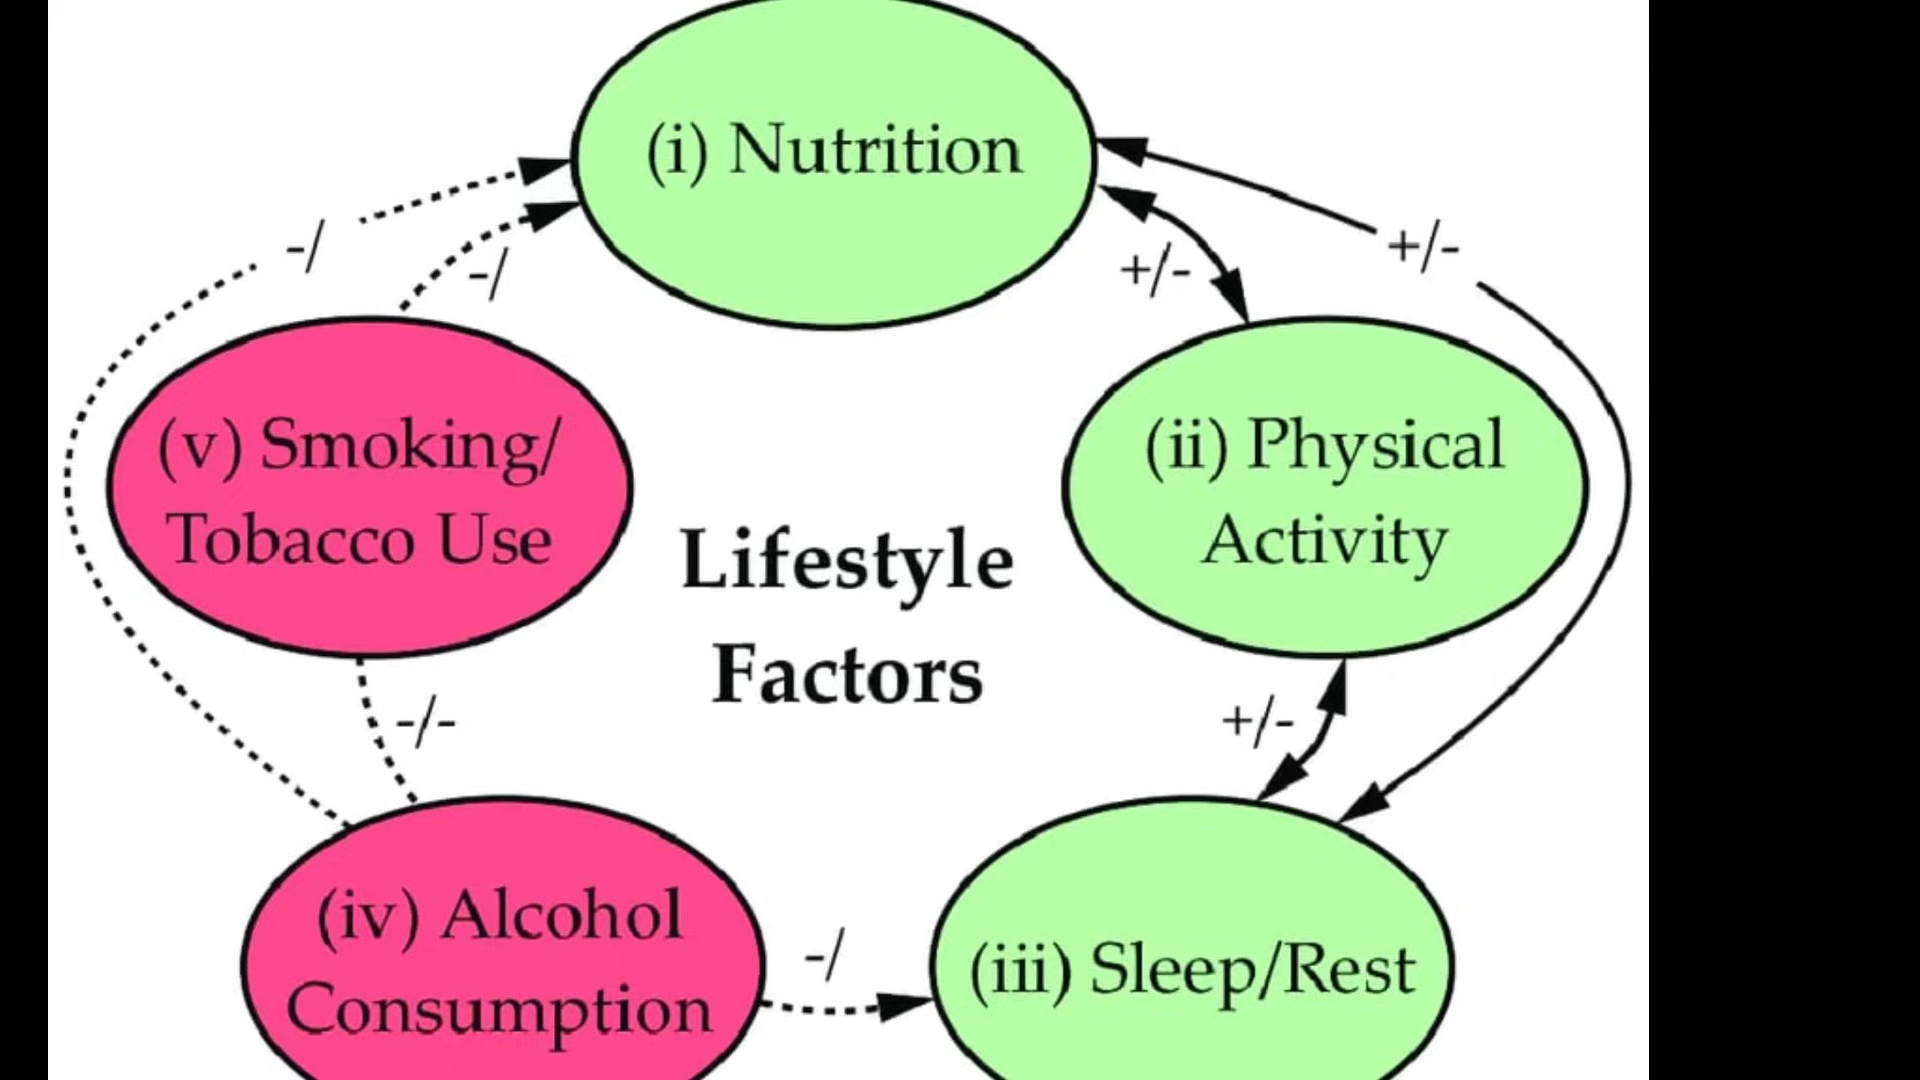 (i) Nutrition
-/
-/
+/-
+/-
(v) Smoking/
Tobacco Use
(ii) Physical
Activity
Lifestyle
Factors
-/-
+/-
(iv) Alcohol
Consumption
-/
(iii) Sleep/Rest